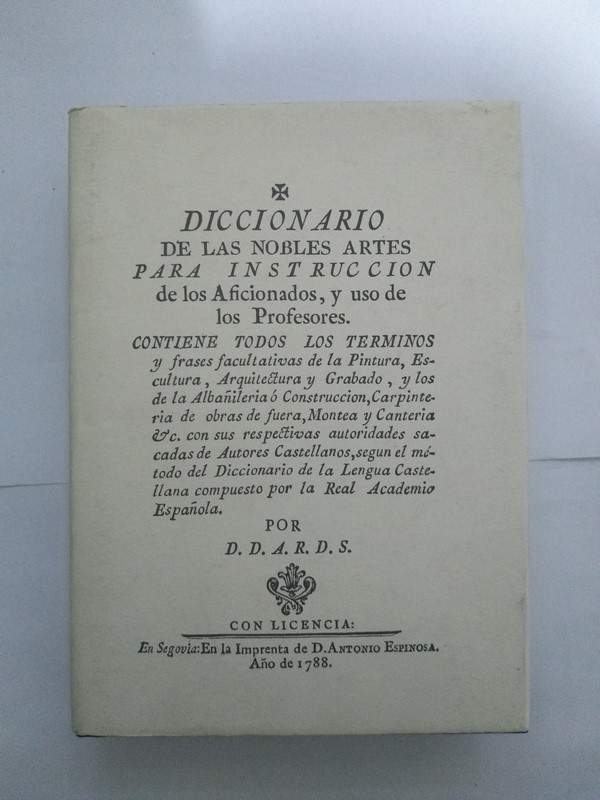 ✠
DICCIONARIO
DE LAS NOBLES ARTES
PARA INSTRUCCION
de los Aficionados, y uso de
los Profesores.
CONTIENE TODOS LOS TERMINOS
y frases facultativas de la Pintura, Es-
cultura, Arquitectura y Grabado, y los
de la Albañileria ó Construccion, Carpinte-
ria de obras de fuera, Montea y Canteria
&c. con sus respectivas autoridades sa-
cadas de Autores Castellanos, segun el mé-
todo del Diccionario de la Lengua Caste-
llana compuesto por la Real Academia
Española.
POR
D. D. A. R. D. S.
CON LICENCIA:
En Segovia: En la Imprenta de D. ANTONIO ESPINOSA.
Año de 1788.